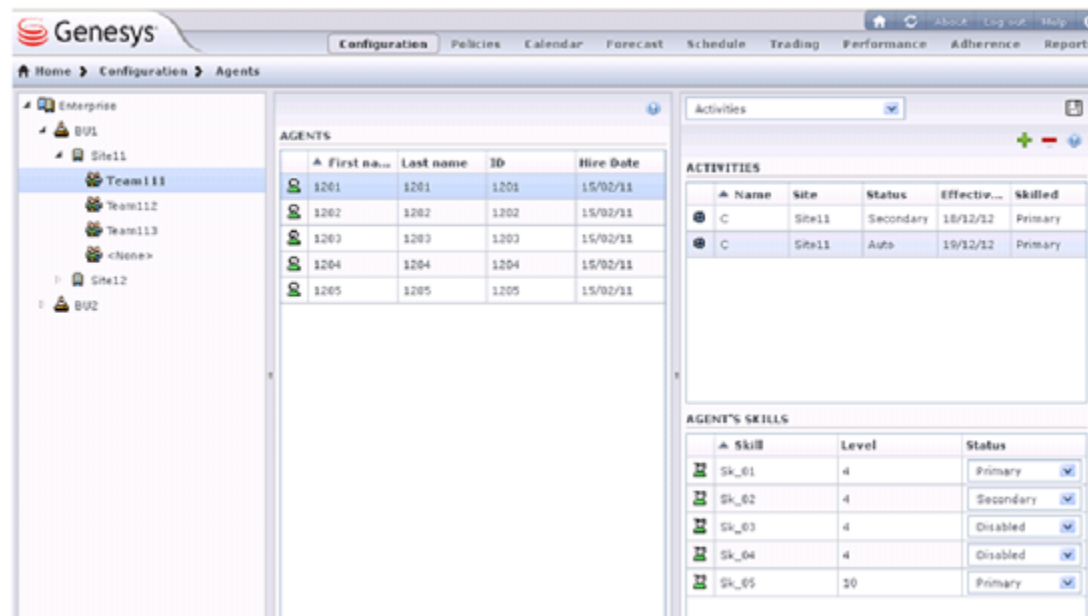 Genesys
About Log out Help
Configuration Policies Calendar Forecast Schedule Trading Performance Adherence Report
Home Configuration Agents
Enterprise
BU1
Site11
Team111
Team112
Team113
<None>
Site12
BU2
AGENTS
First na... Last name ID Hire Date
1201 1201 1201 15/02/11
1202 1202 1202 15/02/11
1203 1203 1203 15/02/11
1204 1204 1204 15/02/11
1205 1205 1205 15/02/11
Activities
ACTIVITIES
Name Site Status Effectiv... Skilled
C Site11 Secondary 18/12/12 Primary
C Site11 Auto 19/12/12 Primary
AGENT'S SKILLS
Skill Level Status
Sk_01 4 Primary
Sk_02 4 Secondary
Sk_03 4 Disabled
Sk_04 4 Disabled
Sk_05 10 Primary